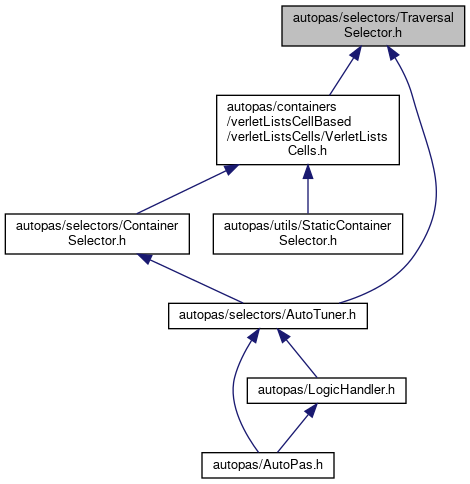 autopas/selectors/Traversal
Selector.h
autopas/containers
/verletListsCellBased
/verletListsCells/VerletLists
Cells.h
autopas/selectors/Container
Selector.h
autopas/utils/StaticContainer
Selector.h
autopas/selectors/AutoTuner.h
autopas/LogicHandler.h
autopas/AutoPas.h